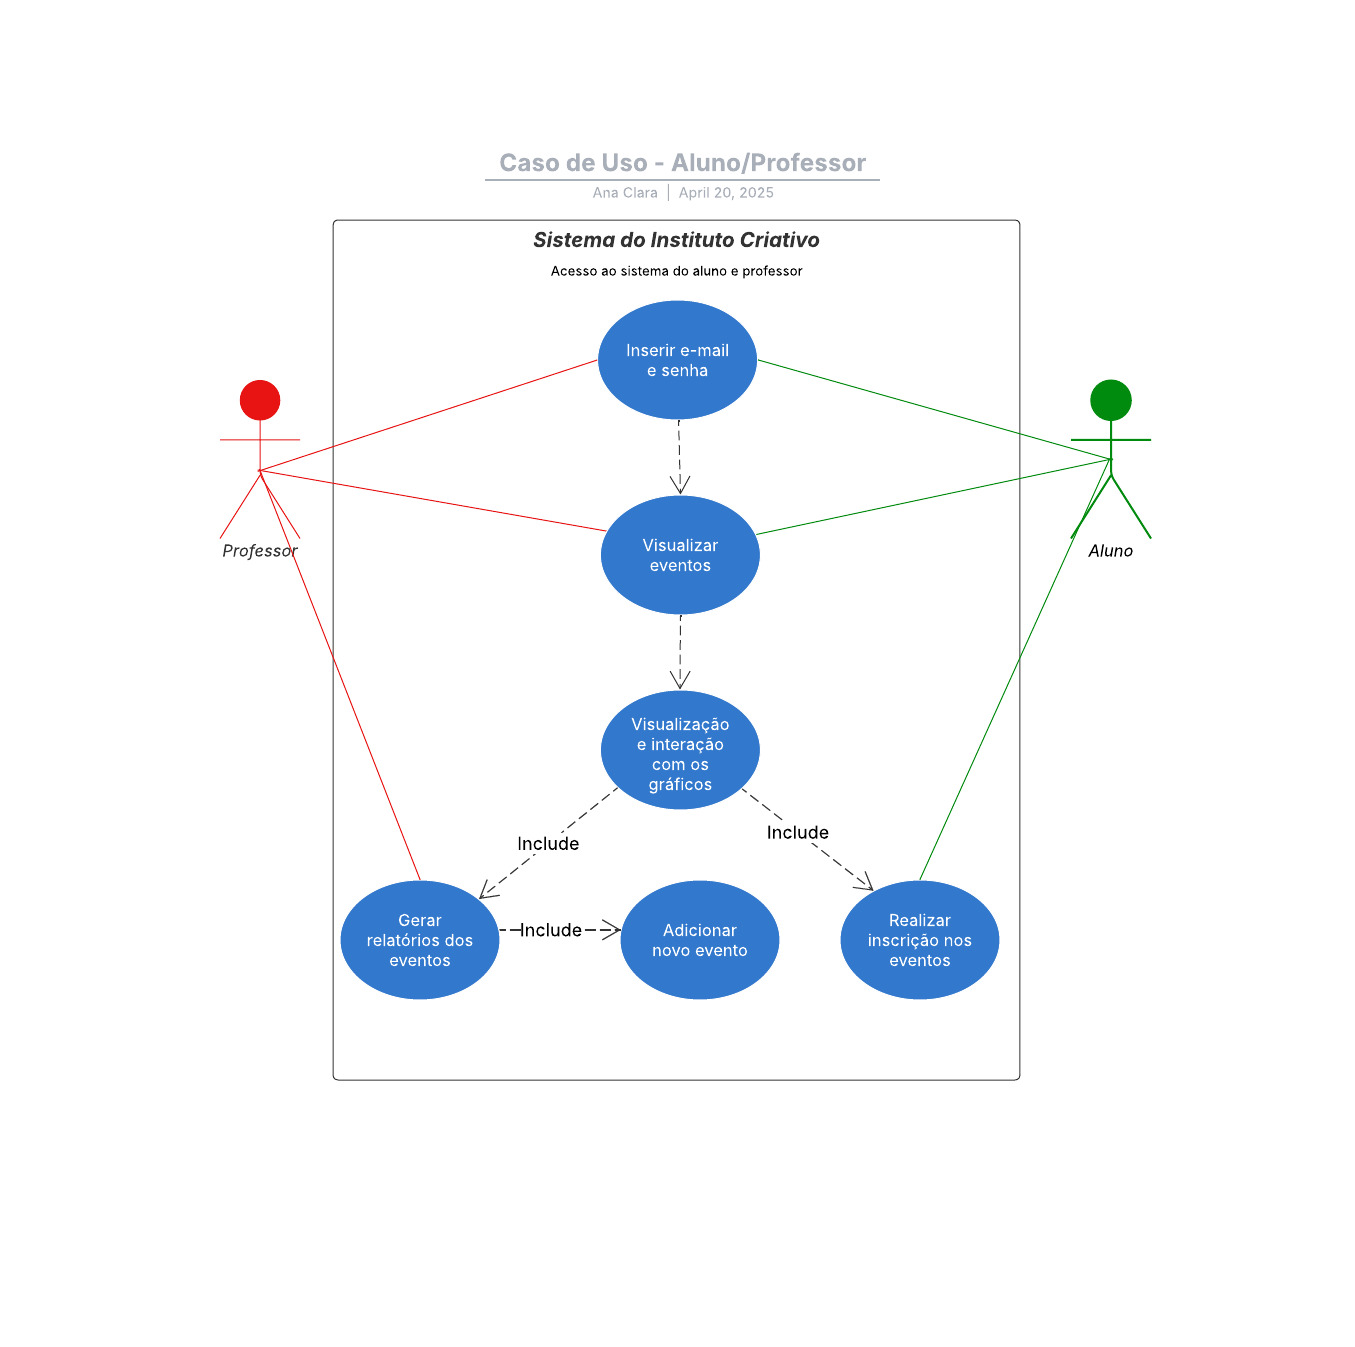 Caso de Uso - Aluno/Professor
Ana Clara | April 20, 2025
Sistema do Instituto Criativo
Acesso ao sistema do aluno e professor
Inserir e-mail
e senha
Professor
Aluno
Visualizar
eventos
Visualização
e interação
com os
gráficos
Include
Include
Gerar
relatórios dos
eventos
Include
Adicionar
novo evento
Realizar
inscrição nos
eventos